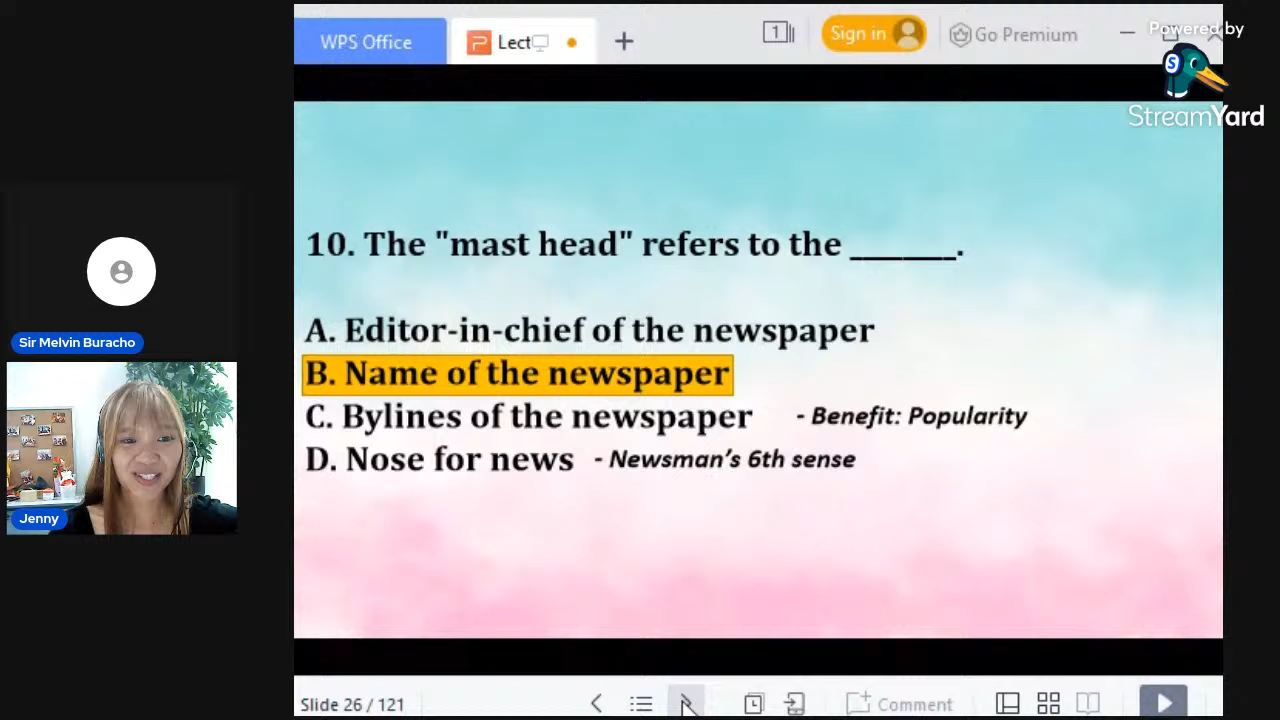 WPS Office
Lect
1
Sign in
Go Premium
Powered by
StreamYard
10. The "mast head" refers to the _______.
A. Editor-in-chief of the newspaper
B. Name of the newspaper
C. Bylines of the newspaper - Benefit: Popularity
D. Nose for news - Newsman's 6th sense
Sir Melvin Buracho
Jenny
Slide 26 / 121
Comment